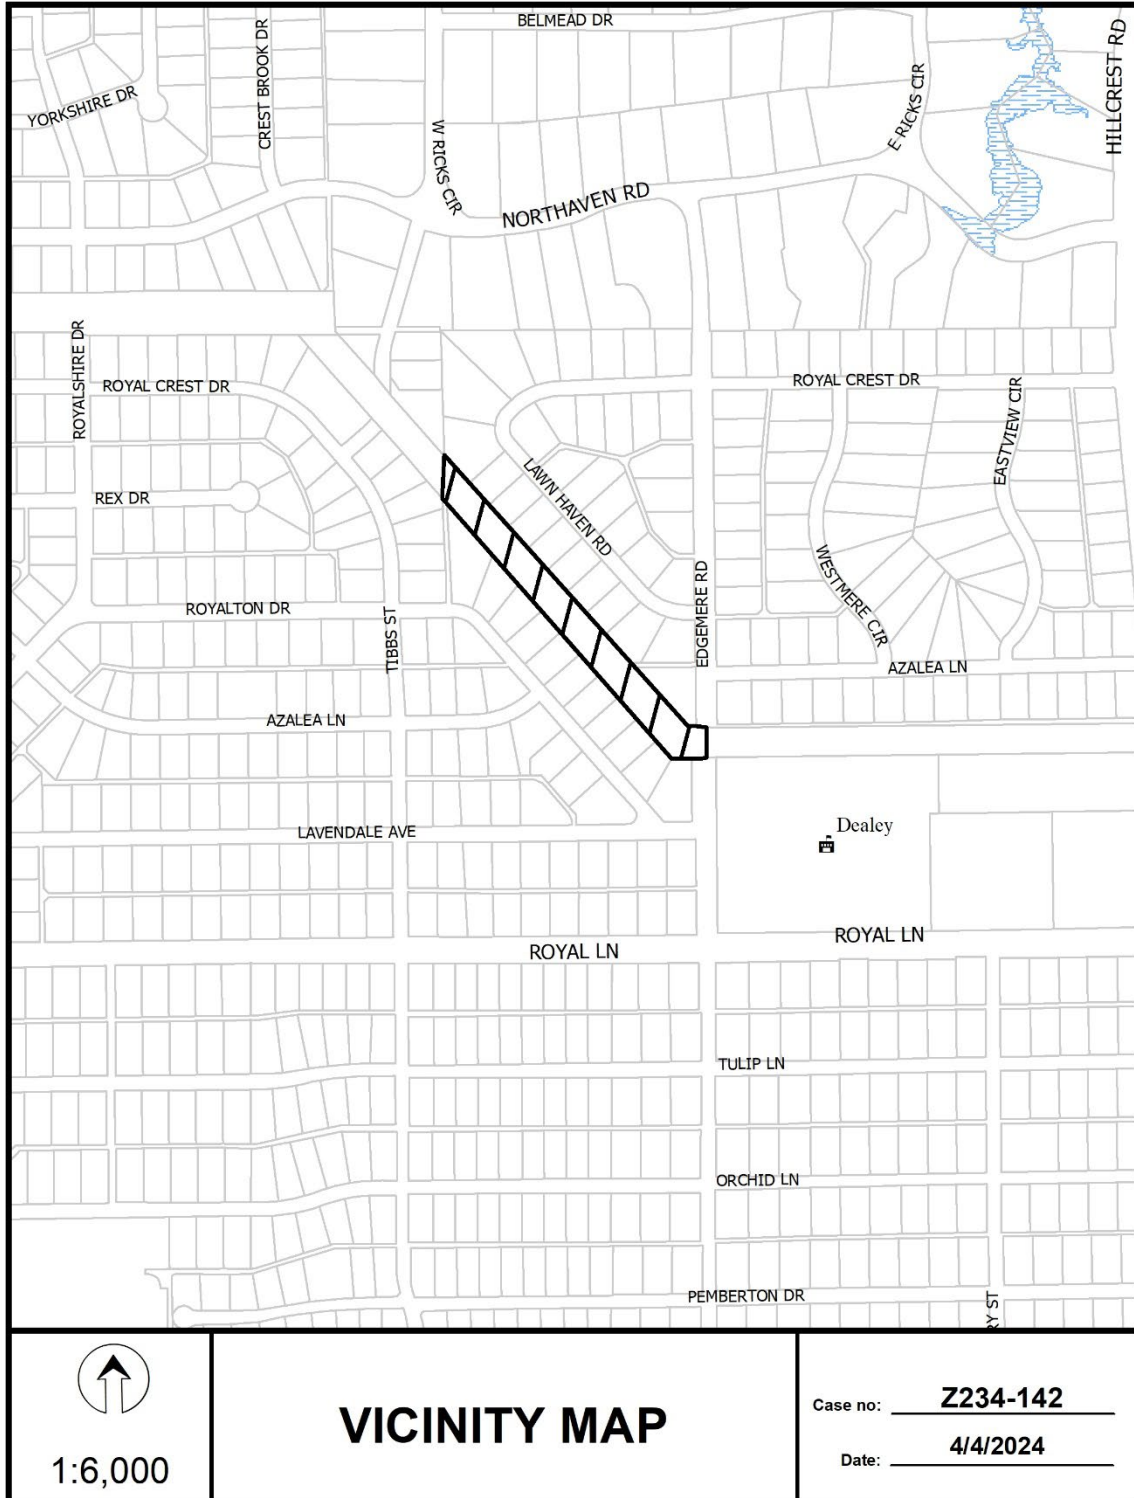 BELMEAD DR
CREST BROOK DR
HILLCREST RD
YORKSHIRE DR
W RICKS CIR
E RICKS CIR
NORTHAVEN RD
ROYALSHIRE DR
ROYAL CREST DR
ROYAL CREST DR
EASTVIEW CIR
REX DR
LAWN HAVEN RD
WESTMERE CIR
ROYALTON DR
TIBBS ST
EDGEMERE RD
AZALEA LN
AZALEA LN
LAVENDALE AVE
Dealey
ROYAL LN
ROYAL LN
TULIP LN
ORCHID LN
PEMBERTON DR
RY ST
1:6,000
VICINITY MAP
Case no: Z234-142
Date: 4/4/2024